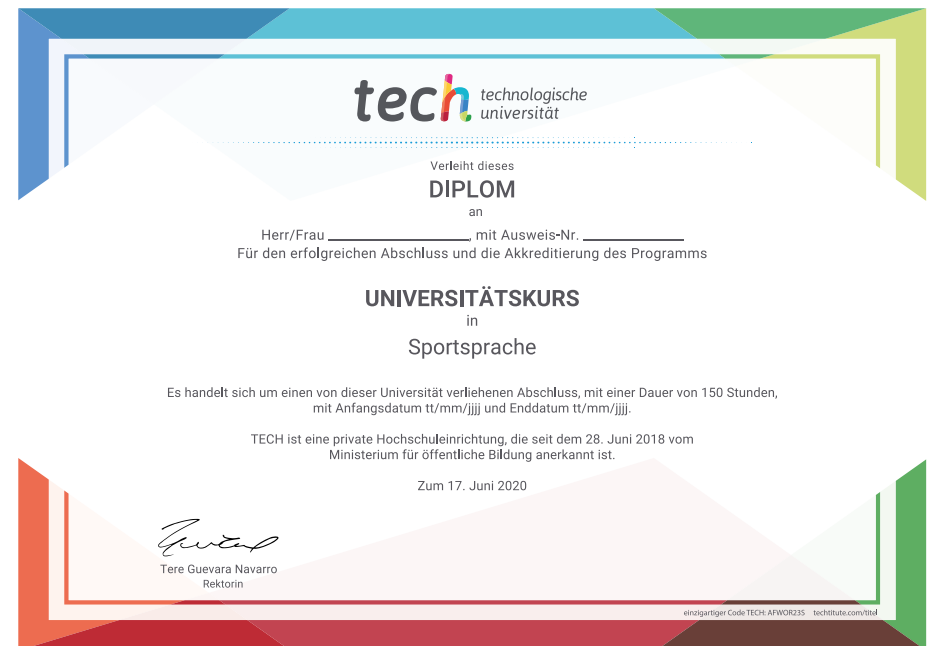 tech technologische
universität
Verleiht dieses
DIPLOM
an
Herr/Frau ____________________, mit Ausweis-Nr. ______________
Für den erfolgreichen Abschluss und die Akkreditierung des Programms
UNIVERSITÄTSKURS
in
Sportsprache
Es handelt sich um einen von dieser Universität verliehenen Abschluss, mit einer Dauer von 150 Stunden,
mit Anfangsdatum tt/mm/jjjj und Enddatum tt/mm/jjjj.
TECH ist eine private Hochschuleinrichtung, die seit dem 28. Juni 2018 vom
Ministerium für öffentliche Bildung anerkannt ist.
Zum 17. Juni 2020
Tere Guevara Navarro
Rektorin
einzigartiger Code TECH: AFWOR23S techtitute.com/titel